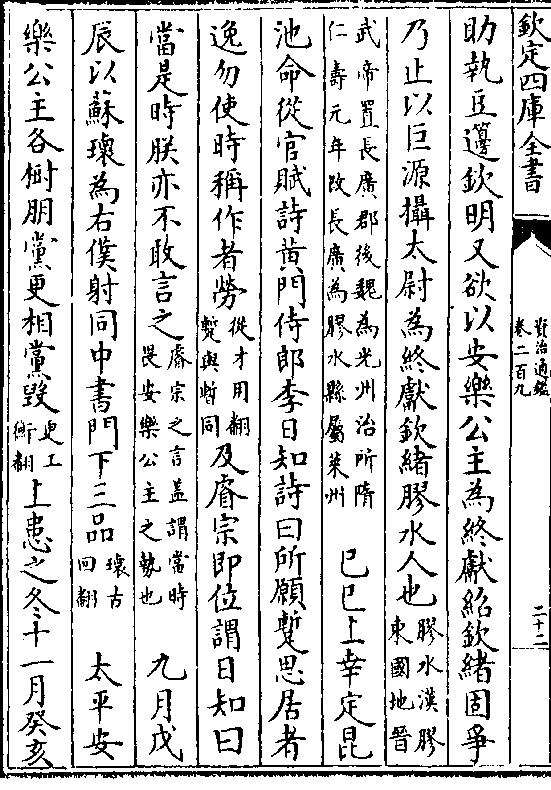 欽定四庫全書
資治通鑑
卷二百九
二十二
助執豆籩欽明又欲以安樂公主為終獻紹欽緒固爭
乃止以巨源攝太尉為終獻欽緒膠水人也膠水漢膠東國地晉
武帝置長廣郡後魏為光州治所隋仁壽元年改長廣為膠水縣屬萊州 己巳上幸定昆
池命從官賦詩黄門侍郎李日知詩曰所願蹔思居者
逸勿使時稱作者勞從才用翻蹔與暫同及睿宗即位謂日知曰
當是時朕亦不敢言之睿宗之言盖謂當時畏安樂公主之勢也 九月戊
辰以蘇瓌為右僕射同中書門下三品瓌古回翻 太平安
樂公主各樹朋黨更相黨毁更工衡翻上患之冬十一月癸亥